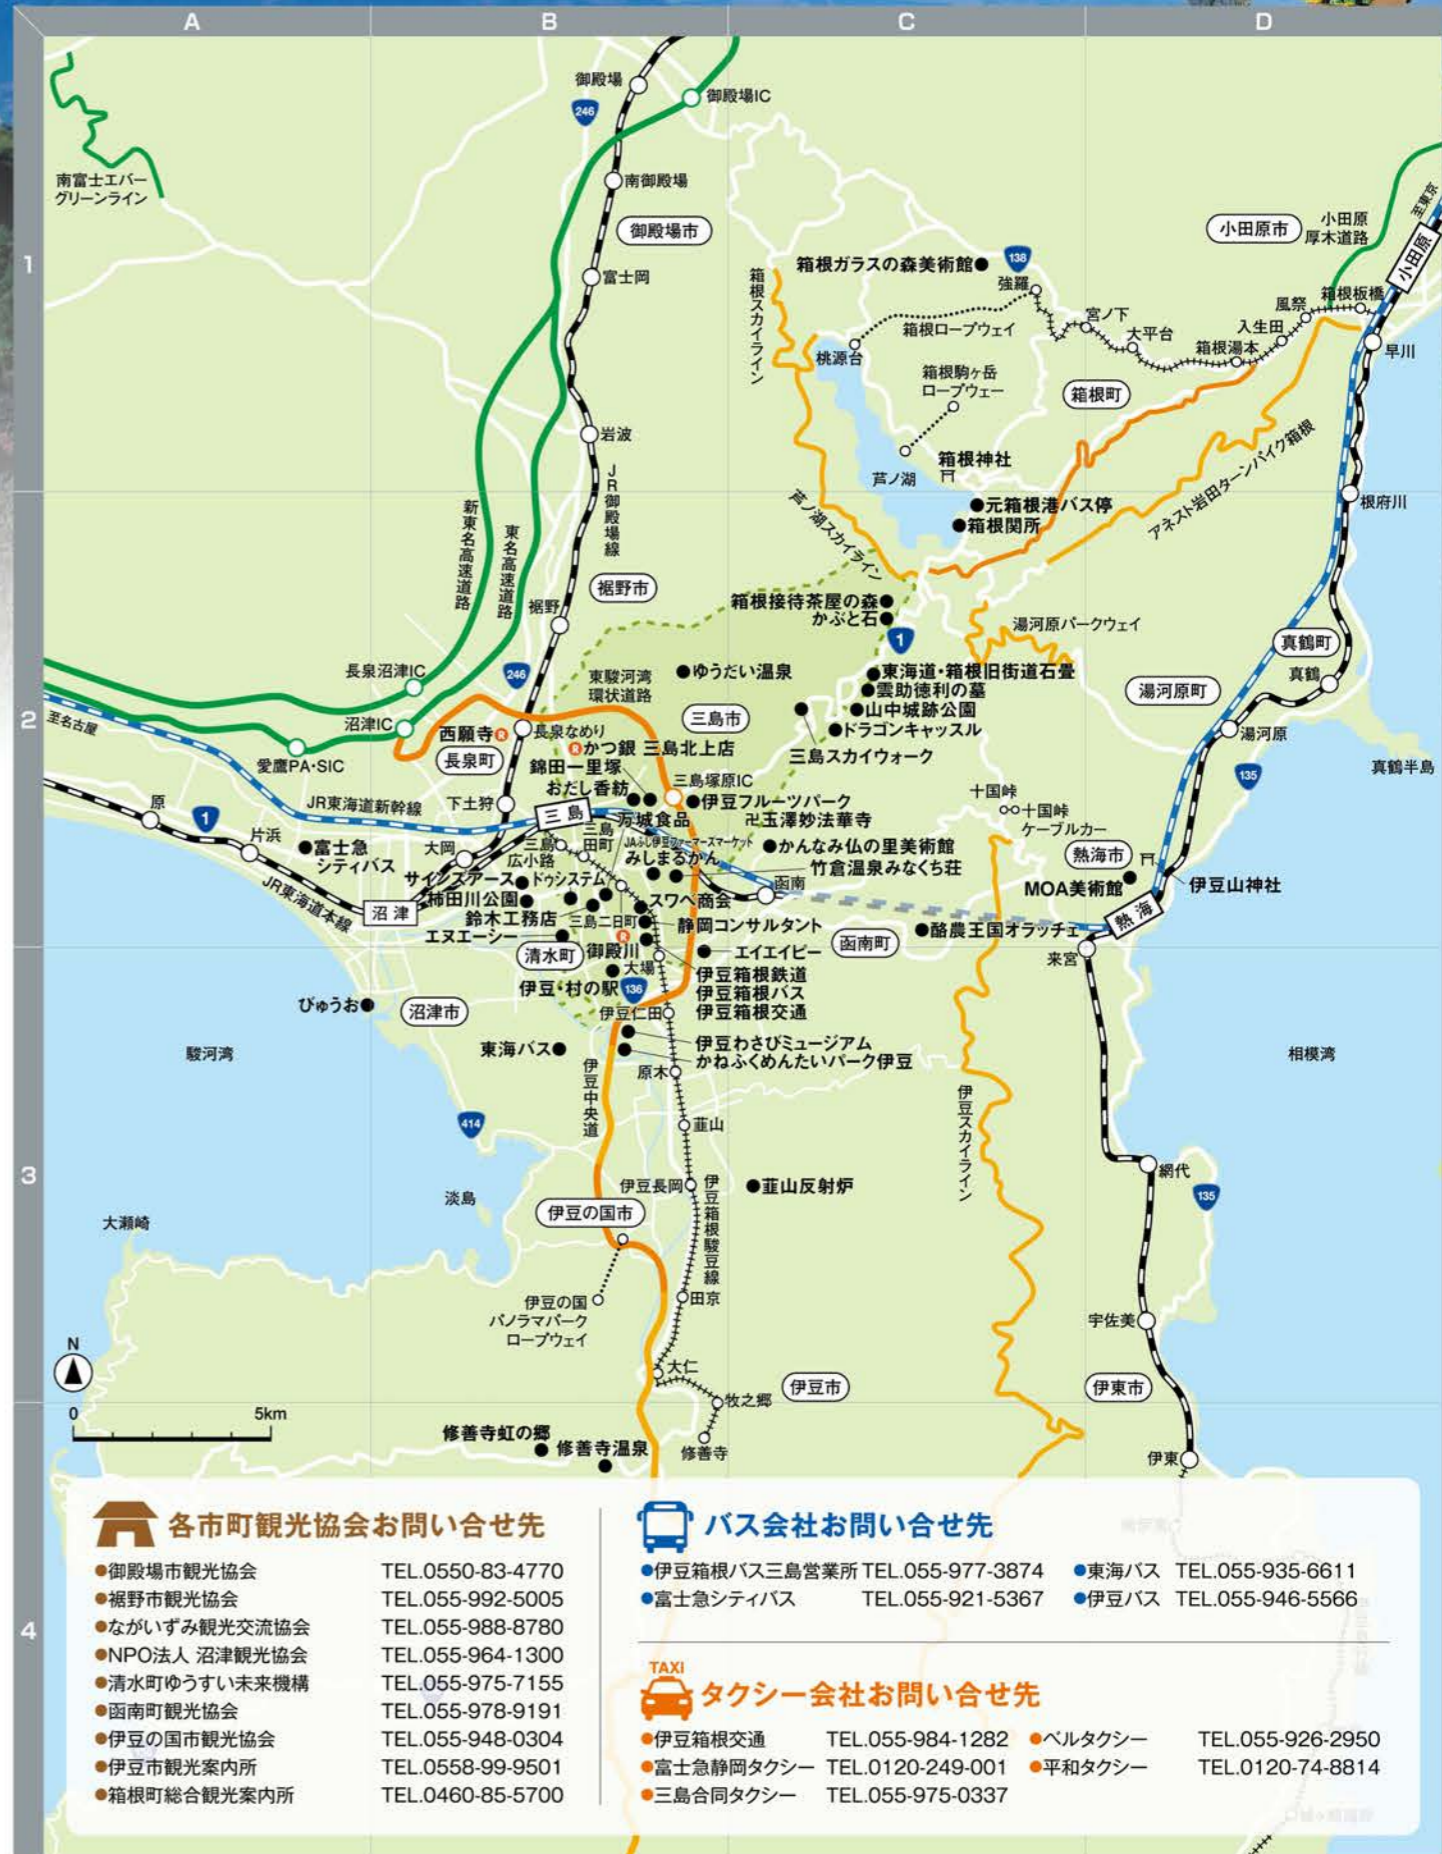 A
B
C
D
1
2
3
4
御殿場
御殿場IC
246
南富士エバー
グリーンライン
南御殿場
御殿場市
小田原市
小田原
厚木道路
至東京
小田原
富士岡
箱根スカイライン
箱根ガラスの森美術館
138
強羅
箱根ロープウェイ
宮ノ下
大平台
箱根湯本
入生田
風祭
箱根板橋
早川
桃源台
箱根駒ヶ岳
ロープウェー
箱根町
岩波
芦ノ湖
箱根神社
アネスト岩田ターンパイク箱根
JR御殿場線
新東名高速道路
東名高速道路
芦ノ湖スカイライン
元箱根港バス停
箱根関所
根府川
裾野市
裾野
箱根接待茶屋の森
かぶと石
1
湯河原パークウェイ
真鶴町
真鶴
長泉沼津IC
246
東駿河湾
環状道路
ゆうだい温泉
東海道・箱根旧街道石畳
雲助徳利の墓
山中城跡公園
ドラゴンキャッスル
湯河原町
至名古屋
沼津IC
西願寺
R
長泉なめり
三島市
三島スカイウォーク
湯河原
愛鷹PA・SIC
長泉町
R
かつ銀 三島北上店
錦田一里塚
おだし香紡
三島塚原IC
伊豆フルーツパーク
十国峠
十国峠
ケーブルカー
135
真鶴半島
原
1
JR東海道新幹線
下土狩
三島
万城食品
卍玉澤妙法華寺
片浜
富士急
シティバス
大岡
三島
広小路
三島
田町
JAふじ伊豆ファーマーズマーケット
みしまるかん
かんなみ仏の里美術館
竹倉温泉みなくち荘
熱海市
MOA美術館
伊豆山神社
JR東海道本線
サインズアース
ドゥシステム
函南
沼津
柿田川公園
鈴木工務店
スワベ商会
熱海
エヌエーシー
三島二日町
R
静岡コンサルタント
酪農王国オラッチェ
清水町
御殿川
大場
エイエイピー
函南町
来宮
伊豆・村の駅
136
伊豆箱根鉄道
伊豆箱根バス
伊豆箱根交通
びゅうお
沼津市
伊豆仁田
駿河湾
東海バス
伊豆わさびミュージアム
かねふくめんたいパーク伊豆
相模湾
原木
伊豆中央道
伊豆スカイライン
414
韮山
網代
淡島
伊豆長岡
韮山反射炉
135
大瀬崎
伊豆の国市
伊豆箱根駿豆線
伊豆の国
パノラマパーク
ロープウェイ
田京
宇佐美
N
大仁
伊豆市
伊東市
0 5km
牧之郷
修善寺虹の郷
修善寺温泉
修善寺
伊東
各市町観光協会お問い合せ先
●御殿場市観光協会 TEL.0550-83-4770
●裾野市観光協会 TEL.055-992-5005
●ながいずみ観光交流協会 TEL.055-988-8780
●NPO法人 沼津観光協会 TEL.055-964-1300
●清水町ゆうすい未来機構 TEL.055-975-7155
●函南町観光協会 TEL.055-978-9191
●伊豆の国市観光協会 TEL.055-948-0304
●伊豆市観光案内所 TEL.0558-99-9501
●箱根町総合観光案内所 TEL.0460-85-5700
バス会社お問い合せ先
●伊豆箱根バス三島営業所 TEL.055-977-3874 ●東海バス TEL.055-935-6611
●富士急シティバス TEL.055-921-5367 ●伊豆バス TEL.055-946-5566
TAXI
タクシー会社お問い合せ先
●伊豆箱根交通 TEL.055-984-1282 ●ベルタクシー TEL.055-926-2950
●富士急静岡タクシー TEL.0120-249-001 ●平和タクシー TEL.0120-74-8814
●三島合同タクシー TEL.055-975-0337